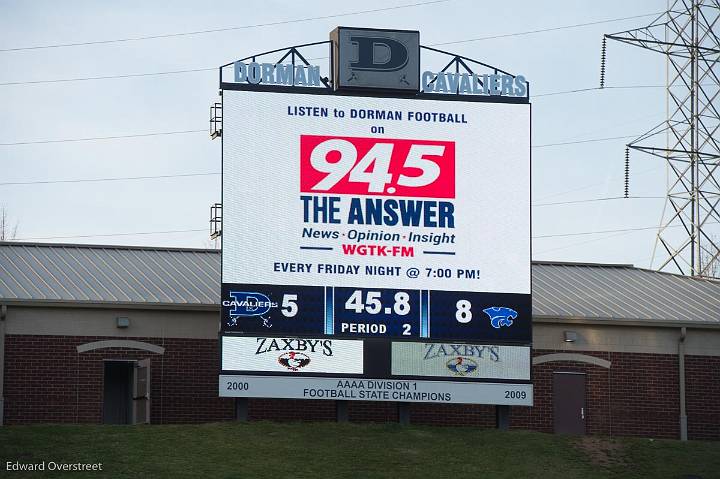 D
DORMAN CAVALIERS
LISTEN to DORMAN FOOTBALL
on
94.5
THE ANSWER
News · Opinion · Insight
WGTK-FM
EVERY FRIDAY NIGHT @ 7:00 PM!
D CAVALIERS 5 45.8 8
PERIOD 2
ZAXBY'S ZAXBY'S
2000 AAAA DIVISION 1 2009
FOOTBALL STATE CHAMPIONS
Edward Overstreet